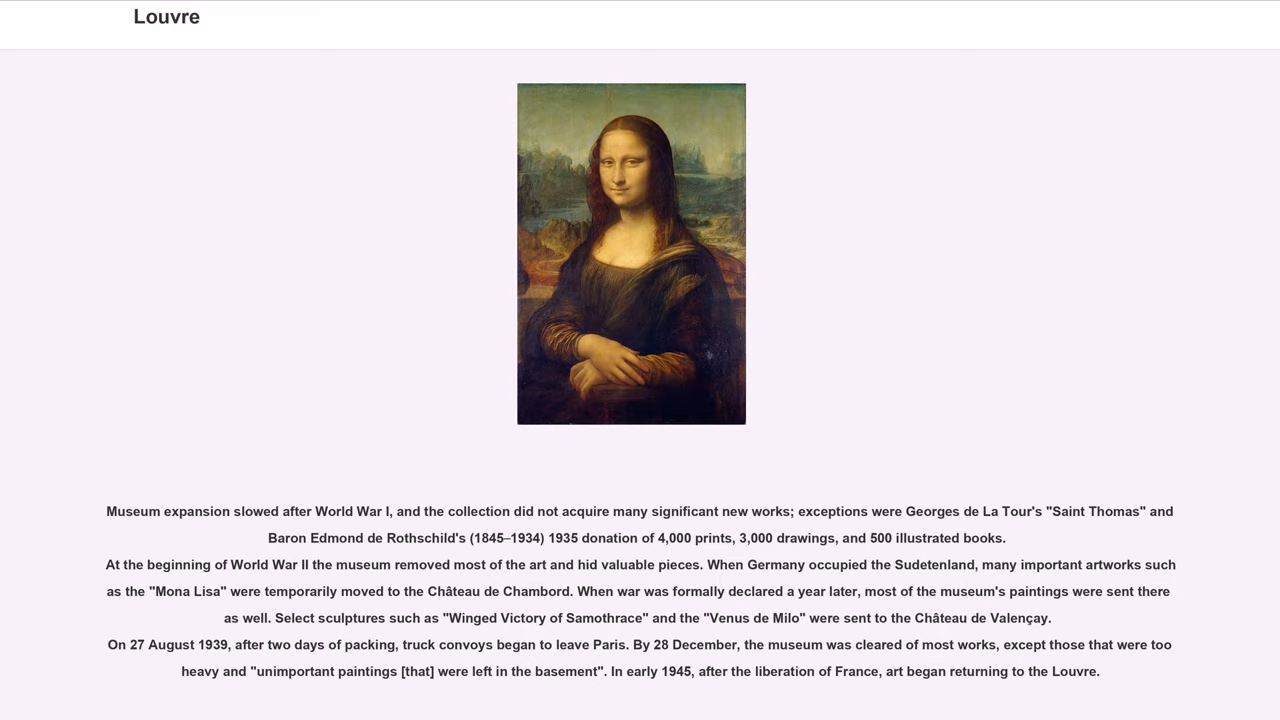 Louvre
Museum expansion slowed after World War I, and the collection did not acquire many significant new works; exceptions were Georges de La Tour's "Saint Thomas" and
Baron Edmond de Rothschild's (1845–1934) 1935 donation of 4,000 prints, 3,000 drawings, and 500 illustrated books.
At the beginning of World War II the museum removed most of the art and hid valuable pieces. When Germany occupied the Sudetenland, many important artworks such
as the "Mona Lisa" were temporarily moved to the Château de Chambord. When war was formally declared a year later, most of the museum's paintings were sent there
as well. Select sculptures such as "Winged Victory of Samothrace" and the "Venus de Milo" were sent to the Château de Valençay.
On 27 August 1939, after two days of packing, truck convoys began to leave Paris. By 28 December, the museum was cleared of most works, except those that were too
heavy and "unimportant paintings [that] were left in the basement". In early 1945, after the liberation of France, art began returning to the Louvre.